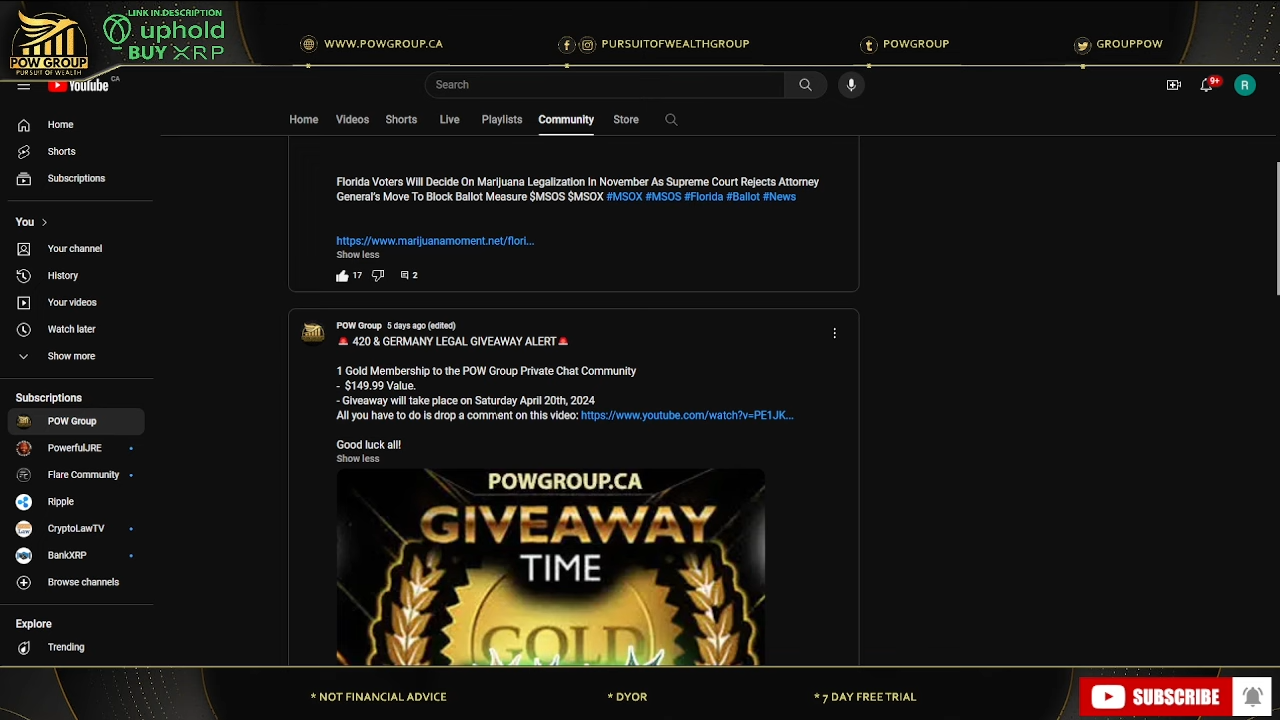 LINK IN DESCRIPTION
uphold
BUY XRP
POW GROUP
PURSUIT OF WEALTH
WWW.POWGROUP.CA
PURSUITOFWEALTHGROUP
POWGROUP
GROUPPOW
YouTube CA
Search
9+
R
Home
Videos
Shorts
Live
Playlists
Community
Store
Home
Shorts
Subscriptions
You
Your channel
History
Your videos
Watch later
Show more
Subscriptions
POW Group
PowerfulJRE
Flare Community
Ripple
CryptoLawTV
BankXRP
Browse channels
Explore
Trending
Florida Voters Will Decide On Marijuana Legalization In November As Supreme Court Rejects Attorney
General's Move To Block Ballot Measure $MSOS $MSOX #MSOX #MSOS #Florida #Ballot #News
https://www.marijuanamoment.net/flori...
Show less
17
2
POW Group 5 days ago (edited)
🚨 420 & GERMANY LEGAL GIVEAWAY ALERT🚨
1 Gold Membership to the POW Group Private Chat Community
- $149.99 Value.
- Giveaway will take place on Saturday April 20th, 2024
All you have to do is drop a comment on this video: https://www.youtube.com/watch?v=PE1JK...
Good luck all!
Show less
POWGROUP.CA
GIVEAWAY
TIME
GOLD
* NOT FINANCIAL ADVICE
* DYOR
* 7 DAY FREE TRIAL
SUBSCRIBE